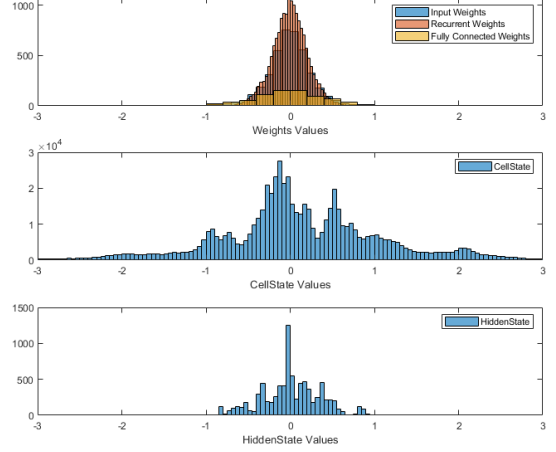 1000
Input Weights
Recurrent Weights
500
Fully Connected Weights
0
-3 -2 -1 0 1 2 3
Weights Values
×10^4
3
CellState
2
1
0
-3 -2 -1 0 1 2 3
CellState Values
1500
HiddenState
1000
500
0
-3 -2 -1 0 1 2 3
HiddenState Values